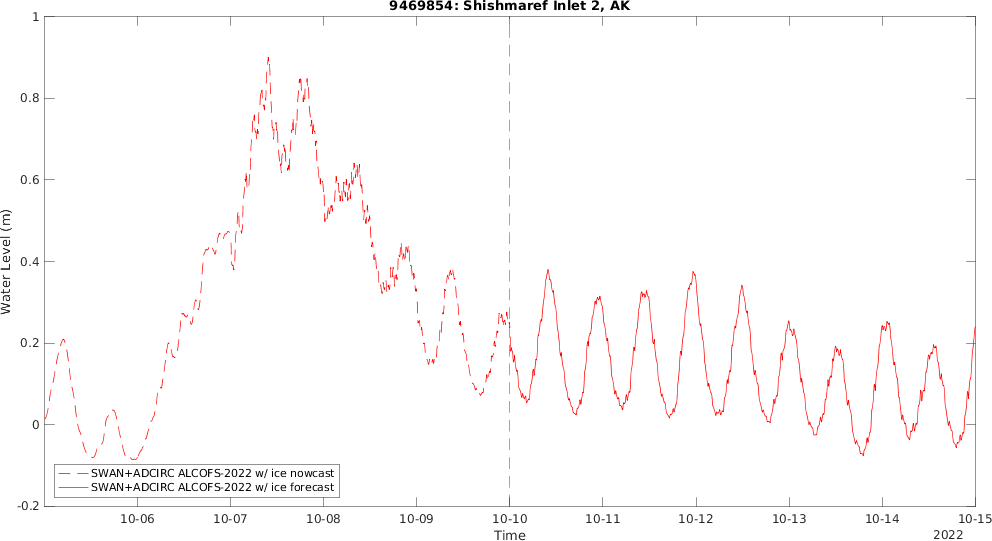 9469854: Shishmaref Inlet 2, AK
1
0.8
0.6
0.4
0.2
0
-0.2
Water Level (m)
SWAN+ADCIRC ALCOFS-2022 w/ ice nowcast
SWAN+ADCIRC ALCOFS-2022 w/ ice forecast
10-06 10-07 10-08 10-09 10-10 10-11 10-12 10-13 10-14 10-15
Time
2022